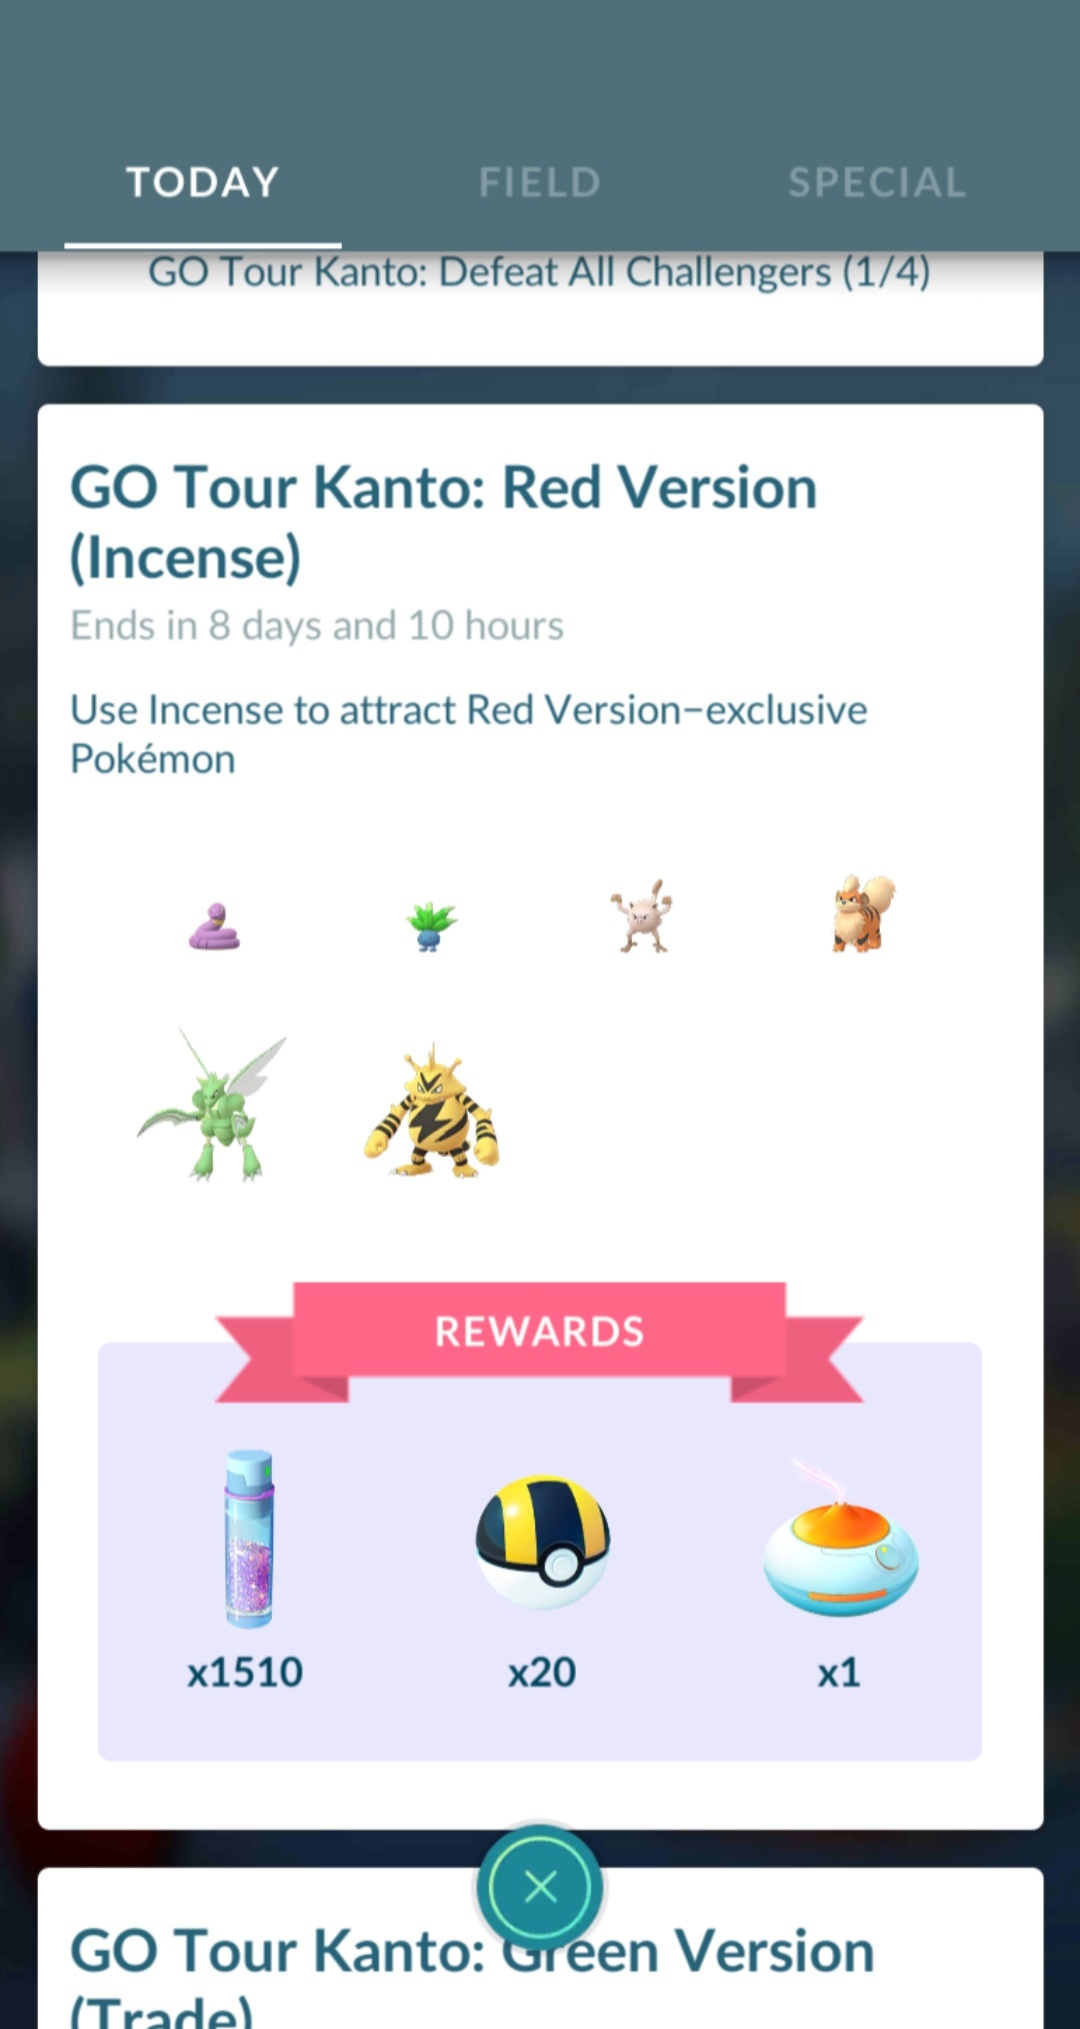 TODAY
FIELD
SPECIAL
GO Tour Kanto: Defeat All Challengers (1/4)
GO Tour Kanto: Red Version
(Incense)
Ends in 8 days and 10 hours
Use Incense to attract Red Version–exclusive
Pokémon
REWARDS
x1510
x20
x1
GO Tour Kanto: Green Version
(Trade)